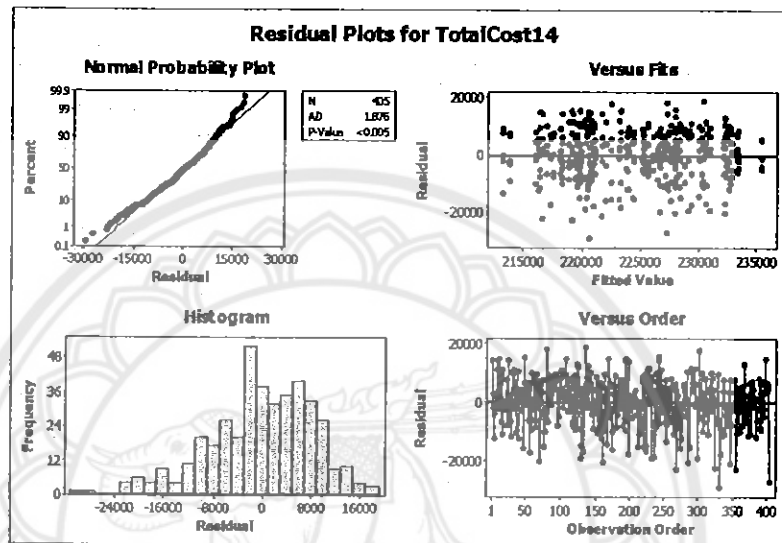 Residual Plots for TotalCost14
Normal Probability Plot
99.9
99
90
50
10
1
0.1
Percent
-30000 -15000 0 15000 30000
Residual
N 405
AD 1.876
P-Value <0.005
Versus Fits
20000
0
-20000
Residual
215000 220000 225000 230000 235000
Fitted Value
Histogram
48
36
24
12
0
Frequency
-24000 -16000 -8000 0 8000 16000
Residual
Versus Order
20000
0
-20000
Residual
1 50 100 150 200 250 300 350 400
Observation Order